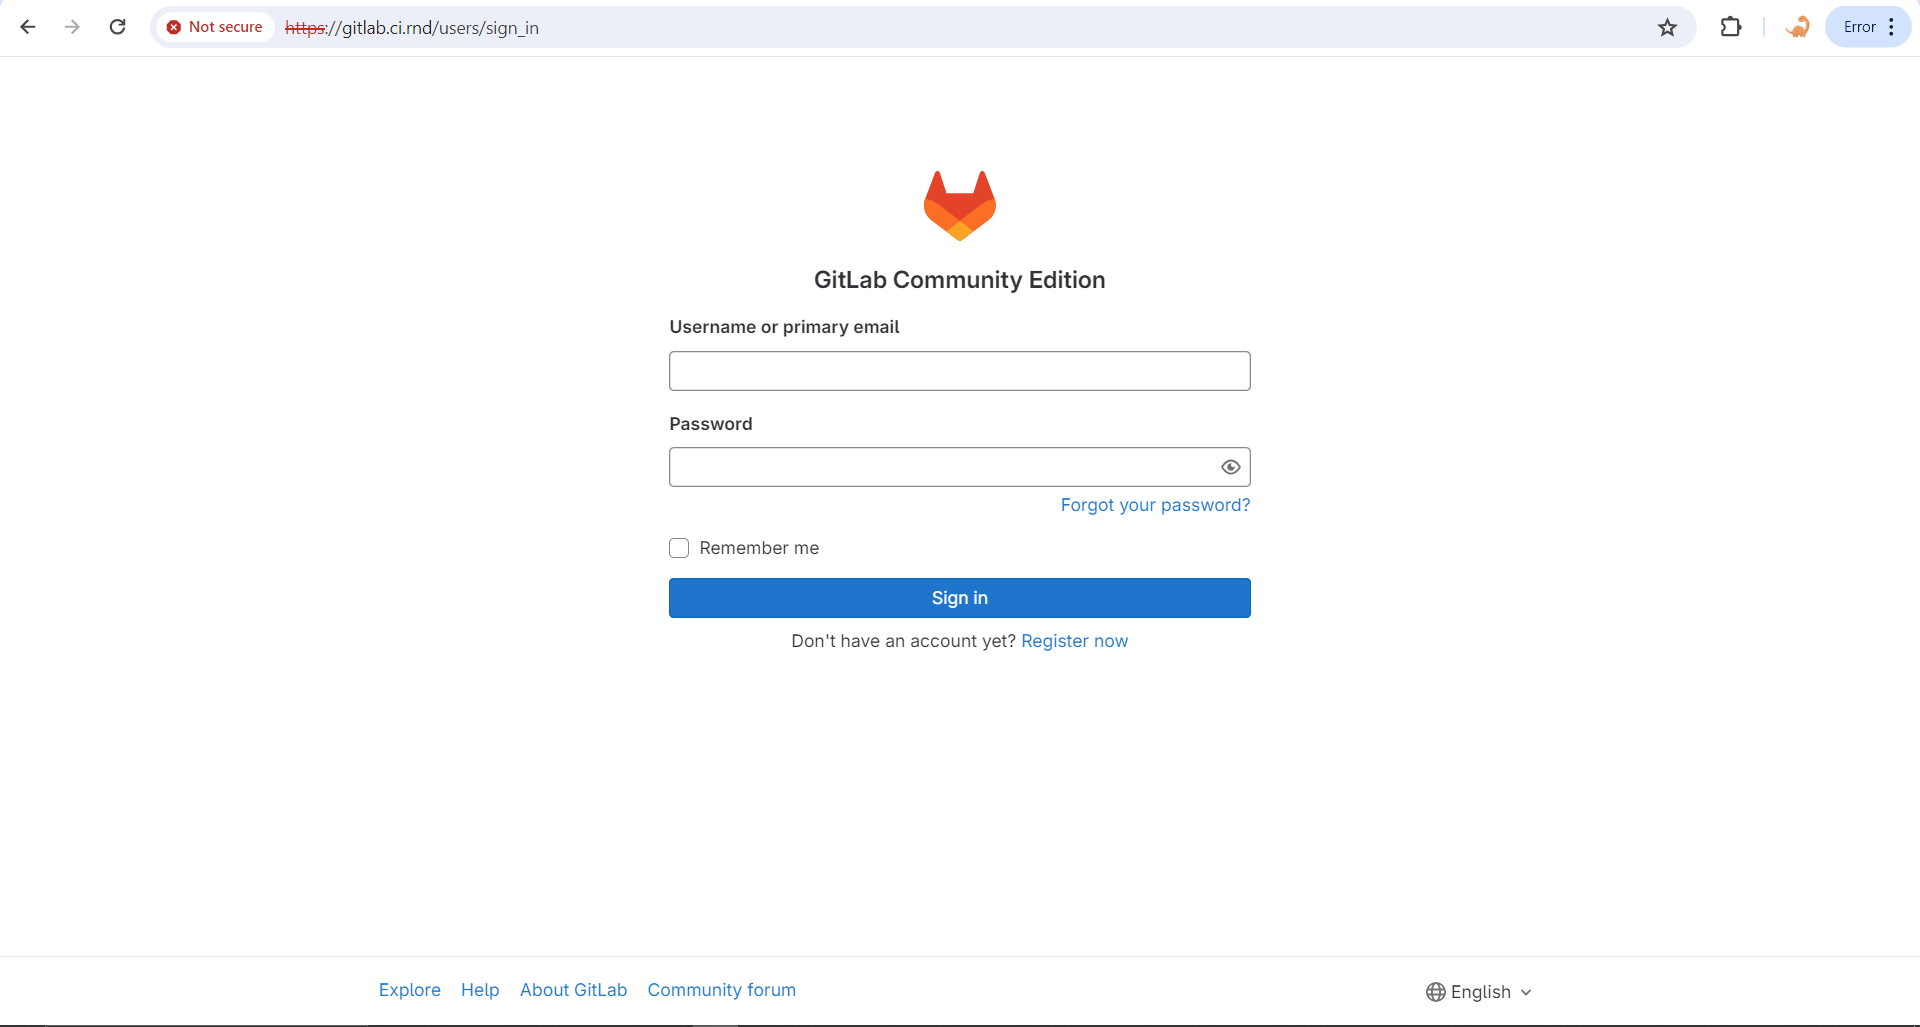 Not secure https://gitlab.ci.rnd/users/sign_in Error
GitLab Community Edition
Username or primary email
Password
Forgot your password?
Remember me
Sign in
Don't have an account yet? Register now
Explore Help About GitLab Community forum English